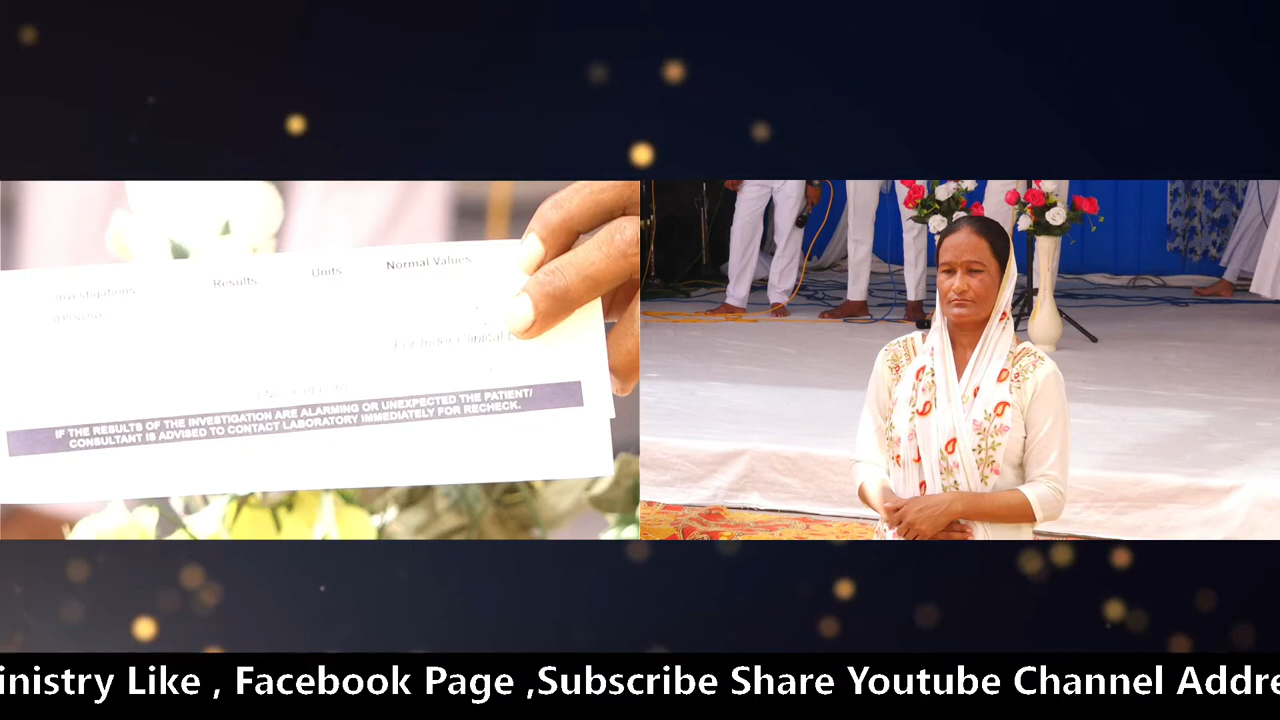 Investigations Results Units Normal Values
IF THE RESULTS OF THE INVESTIGATION ARE ALARMING OR UNEXPECTED THE PATIENT/
CONSULTANT IS ADVISED TO CONTACT LABORATORY IMMEDIATELY FOR RECHECK.
inistry Like , Facebook Page ,Subscribe Share Youtube Channel Addre